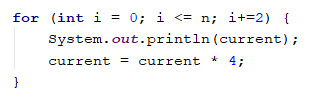 for (int i = 0; i <= n; i+=2) {
    System.out.println(current);
    current = current * 4;
}